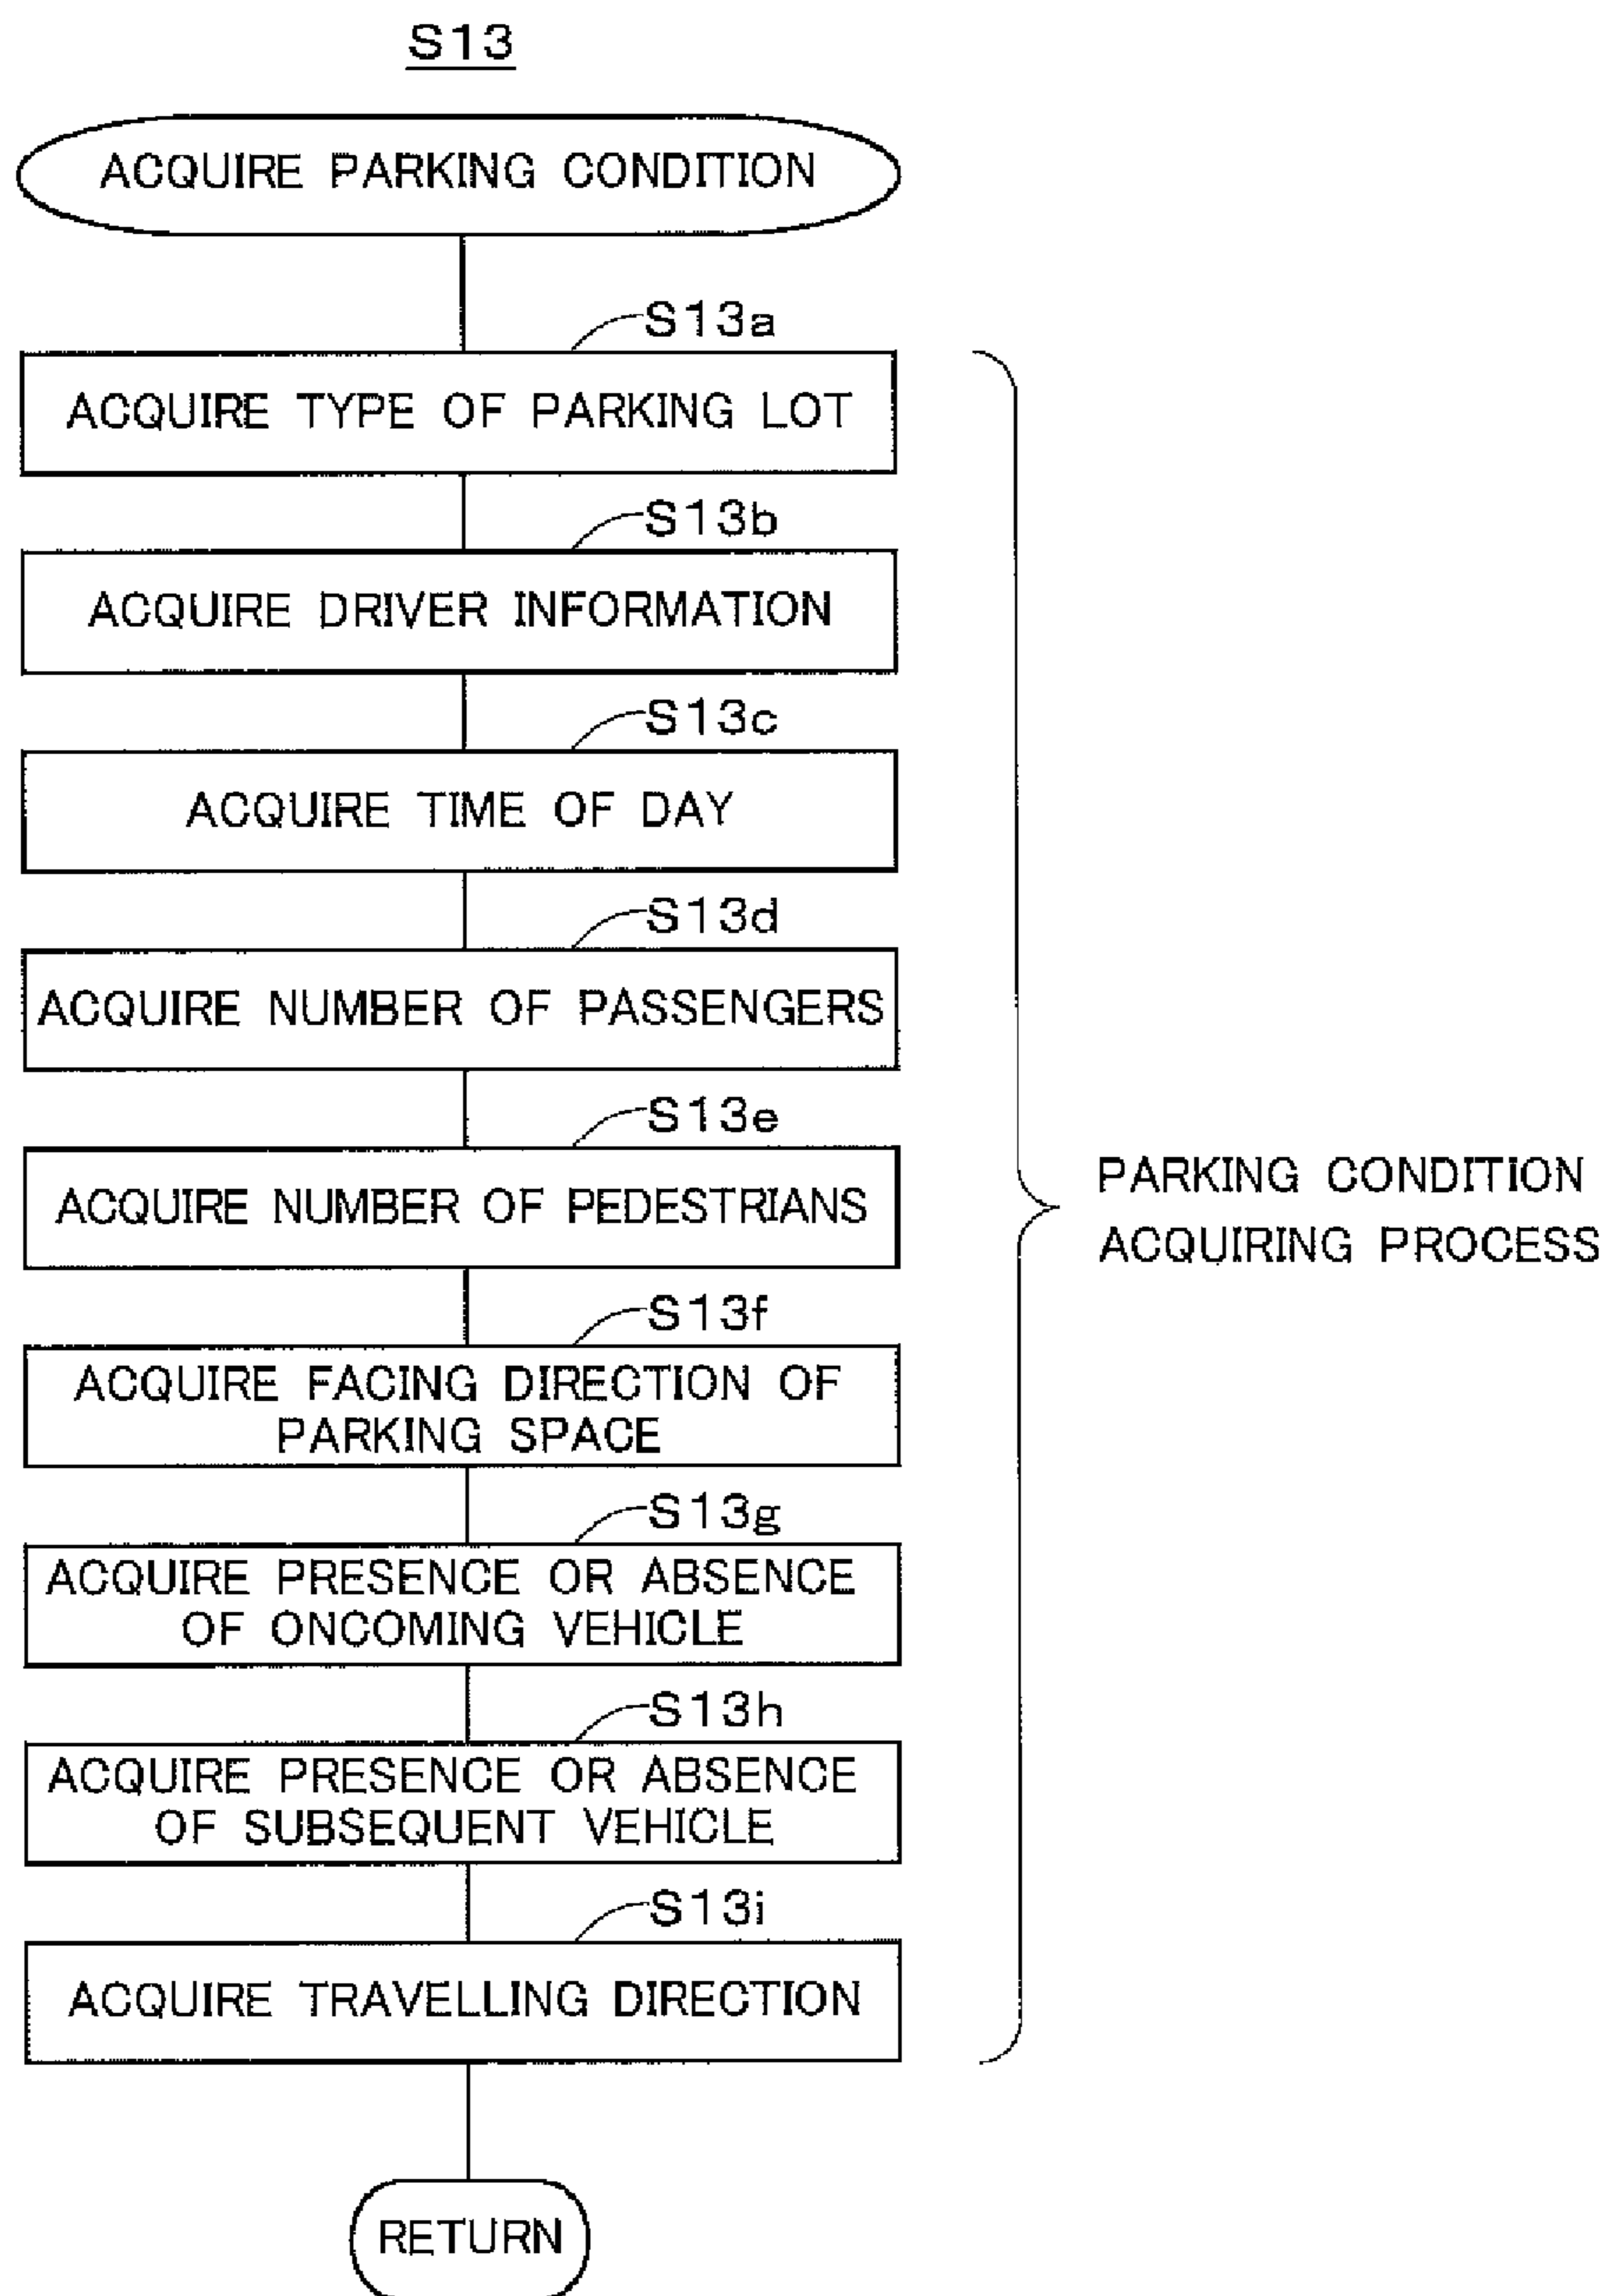 S13
ACQUIRE PARKING CONDITION
S13a
ACQUIRE TYPE OF PARKING LOT
S13b
ACQUIRE DRIVER INFORMATION
S13c
ACQUIRE TIME OF DAY
S13d
ACQUIRE NUMBER OF PASSENGERS
S13e
ACQUIRE NUMBER OF PEDESTRIANS
S13f
ACQUIRE FACING DIRECTION OF
PARKING SPACE
S13g
ACQUIRE PRESENCE OR ABSENCE
OF ONCOMING VEHICLE
S13h
ACQUIRE PRESENCE OR ABSENCE
OF SUBSEQUENT VEHICLE
S13i
ACQUIRE TRAVELLING DIRECTION
RETURN
PARKING CONDITION
ACQUIRING PROCESS